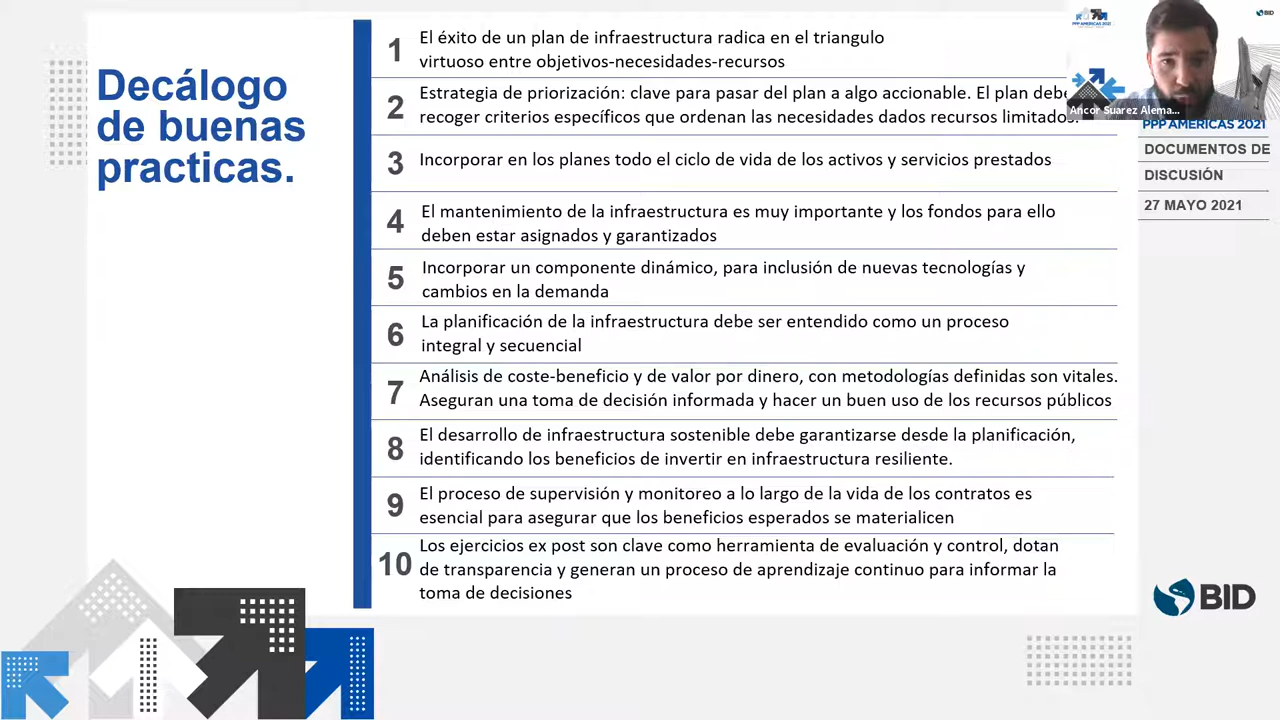 Decálogo
de buenas
practicas.
1
El éxito de un plan de infraestructura radica en el triangulo
virtuoso entre objetivos-necesidades-recursos
2
Estrategia de priorización: clave para pasar del plan a algo accionable. El plan debe
er criterios específicos que ordenan las necesidades dados recursos limitados.
3
Incorporar en los planes todo el ciclo de vida de los activos y servicios prestados
4
El mantenimiento de la infraestructura es muy importante y los fondos para ello
deben estar asignados y garantizados
5
Incorporar un componente dinámico, para inclusión de nuevas tecnologías y
cambios en la demanda
6
La planificación de la infraestructura debe ser entendido como un proceso
integral y secuencial
7
Análisis de coste-beneficio y de valor por dinero, con metodologías definidas son vitales.
Aseguran una toma de decisión informada y hacer un buen uso de los recursos públicos
8
El desarrollo de infraestructura sostenible debe garantizarse desde la planificación,
identificando los beneficios de invertir en infraestructura resiliente.
9
El proceso de supervisión y monitoreo a lo largo de la vida de los contratos es
esencial para asegurar que los beneficios esperados se materialicen
10
Los ejercicios ex post son clave como herramienta de evaluación y control, dotan
de transparencia y generan un proceso de aprendizaje continuo para informar la
toma de decisiones
PPP AMERICAS 2021
BID
Ancor Suarez Alema...
PPP AMERICAS 2021
DOCUMENTOS DE
DISCUSIÓN
27 MAYO 2021
BID